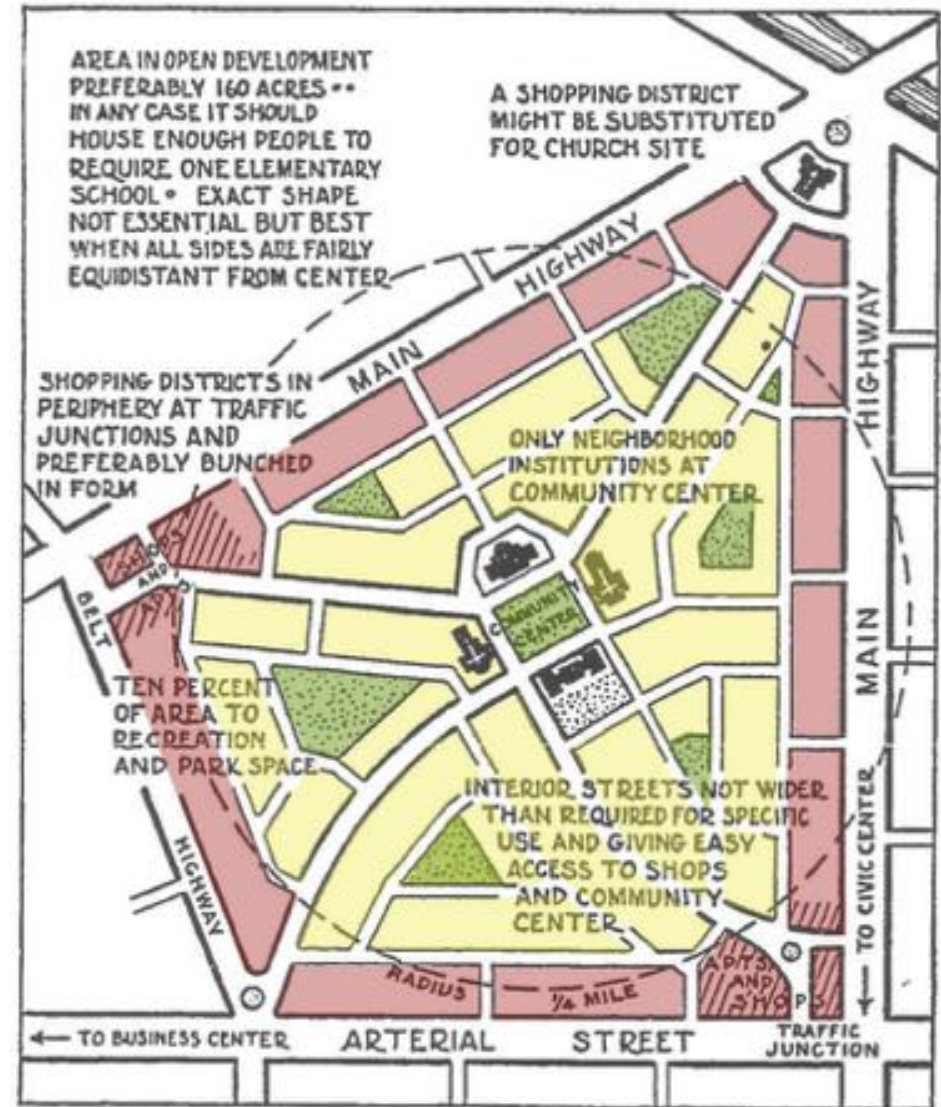 AREA IN OPEN DEVELOPMENT
PREFERABLY 160 ACRES ••
IN ANY CASE IT SHOULD
HOUSE ENOUGH PEOPLE TO
REQUIRE ONE ELEMENTARY
SCHOOL • EXACT SHAPE
NOT ESSENTIAL BUT BEST
WHEN ALL SIDES ARE FAIRLY
EQUIDISTANT FROM CENTER
A SHOPPING DISTRICT
MIGHT BE SUBSTITUTED
FOR CHURCH SITE
MAIN HIGHWAY
SHOPPING DISTRICTS IN
PERIPHERY AT TRAFFIC
JUNCTIONS AND
PREFERABLY BUNCHED
IN FORM
ONLY NEIGHBORHOOD
INSTITUTIONS AT
COMMUNITY CENTER
HIGHWAY
MAIN
SHOPS
AND
APTS
BELT
HIGHWAY
COMMUNITY
CENTER
TEN PERCENT
OF AREA TO
RECREATION
AND PARK SPACE
INTERIOR STREETS NOT WIDER
THAN REQUIRED FOR SPECIFIC
USE AND GIVING EASY
ACCESS TO SHOPS
AND COMMUNITY
CENTER
TO CIVIC CENTER
RADIUS 1/4 MILE
APTS.
AND
SHOPS
TO BUSINESS CENTER
ARTERIAL STREET
TRAFFIC
JUNCTION